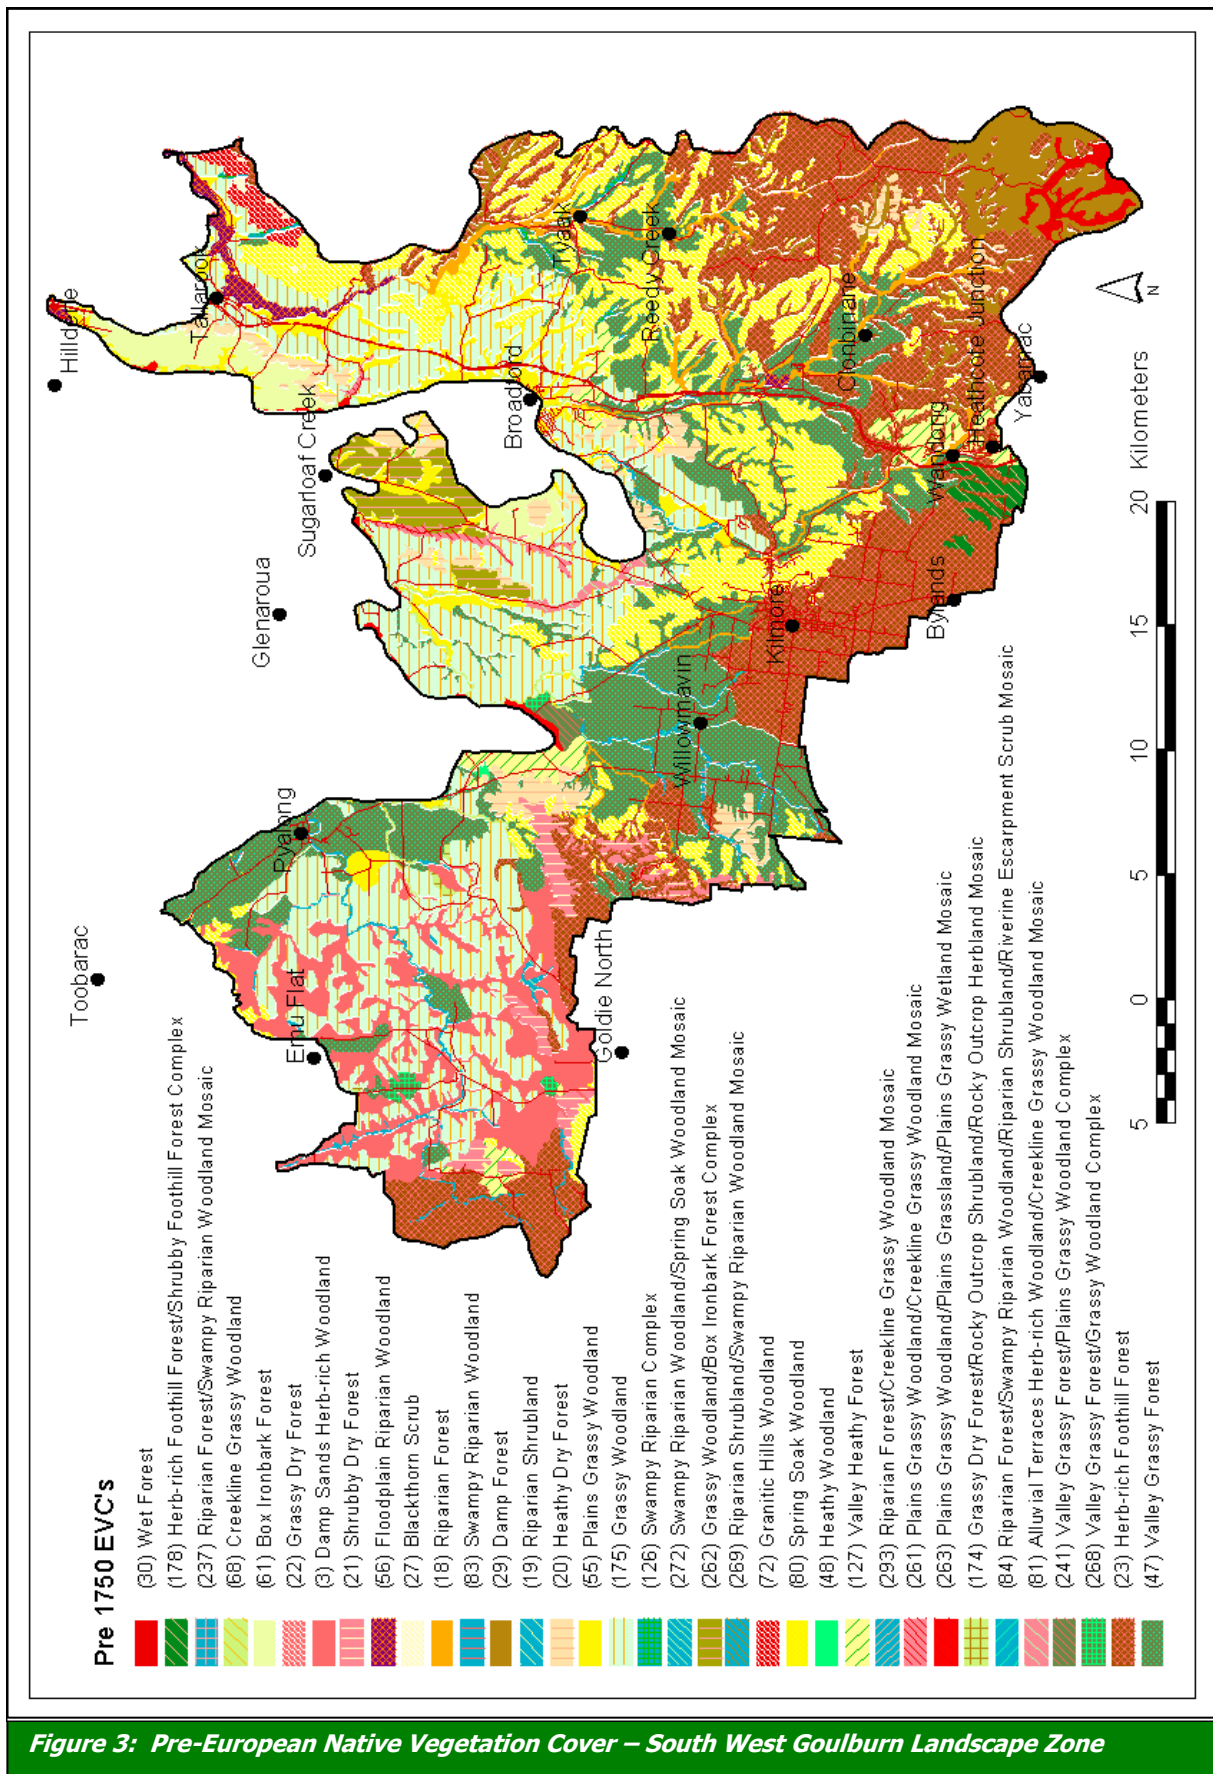 Pre 1750 EVC's
(30) Wet Forest
(178) Herb-rich Foothill Forest/Shrubby Foothill Forest Complex
(237) Riparian Forest/Swampy Riparian Woodland Mosaic
(68) Creekline Grassy Woodland
(61) Box Ironbark Forest
(22) Grassy Dry Forest
(3) Damp Sands Herb-rich Woodland
(21) Shrubby Dry Forest
(56) Floodplain Riparian Woodland
(27) Blackthorn Scrub
(18) Riparian Forest
(83) Swampy Riparian Woodland
(29) Damp Forest
(19) Riparian Shrubland
(20) Heathy Dry Forest
(55) Plains Grassy Woodland
(175) Grassy Woodland
(126) Swampy Riparian Complex
(272) Swampy Riparian Woodland/Spring Soak Woodland Mosaic
(262) Grassy Woodland/Box Ironbark Forest Complex
(269) Riparian Shrubland/Swampy Riparian Woodland Mosaic
(72) Granitic Hills Woodland
(80) Spring Soak Woodland
(48) Heathy Woodland
(127) Valley Heathy Forest
(293) Riparian Forest/Creekline Grassy Woodland Mosaic
(261) Plains Grassy Woodland/Creekline Grassy Woodland Mosaic
(263) Plains Grassy Woodland/Plains Grassland/Plains Grassy Wetland Mosaic
(174) Grassy Dry Forest/Rocky Outcrop Shrubland/Rocky Outcrop Herbland Mosaic
(84) Riparian Forest/Swampy Riparian Woodland/Riparian Shrubland/Riverine Escarpment Scrub Mosaic
(81) Alluvial Terraces Herb-rich Woodland/Creekline Grassy Woodland Mosaic
(241) Valley Grassy Forest/Plains Grassy Woodland Complex
(268) Valley Grassy Forest/Grassy Woodland Complex
(23) Herb-rich Foothill Forest
(47) Valley Grassy Forest
Toobarac
Emu Flat
Goldie North
Pyalong
Willowmavin
Glenaroua
Kilmore
Bylands
Sugarloaf Creek
Broadford
Wandong
Heathcote Junction
Yabamac
Hilldene
Tallarook
Tyaak
Reedy Creek
Clonbinane
N
5 0 5 10 15 20 Kilometers
Figure 3: Pre-European Native Vegetation Cover – South West Goulburn Landscape Zone